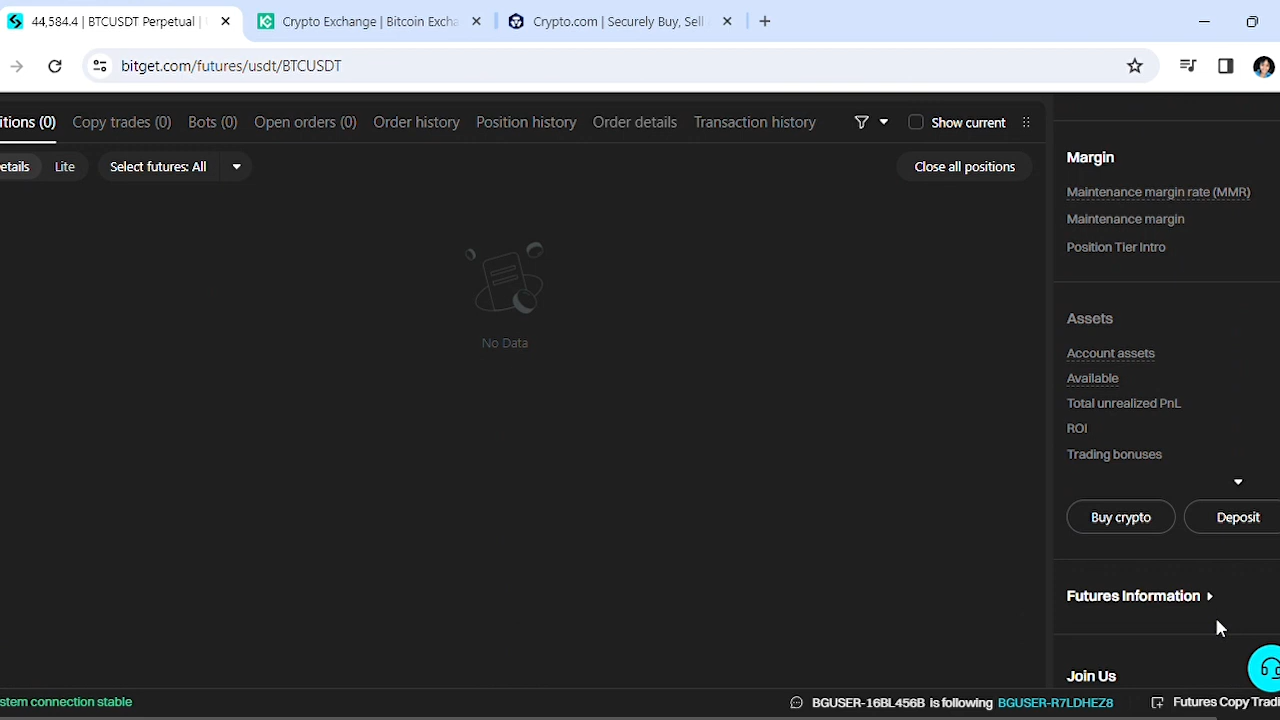 44,584.4 | BTCUSDT Perpetual |
Crypto Exchange | Bitcoin Excha
Crypto.com | Securely Buy, Sell
bitget.com/futures/usdt/BTCUSDT
itions (0) Copy trades (0) Bots (0) Open orders (0) Order history Position history Order details Transaction history Show current
etails Lite Select futures: All Close all positions
No Data
Margin
Maintenance margin rate (MMR)
Maintenance margin
Position Tier Intro
Assets
Account assets
Available
Total unrealized PnL
ROI
Trading bonuses
Buy crypto Deposit
Futures Information
Join Us
stem connection stable BGUSER-16BL456B is following BGUSER-R7LDHEZ8 Futures Copy Tradi